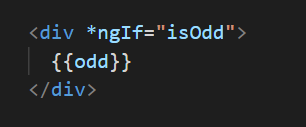 <div *ngIf="isOdd">
{{odd}}
</div>